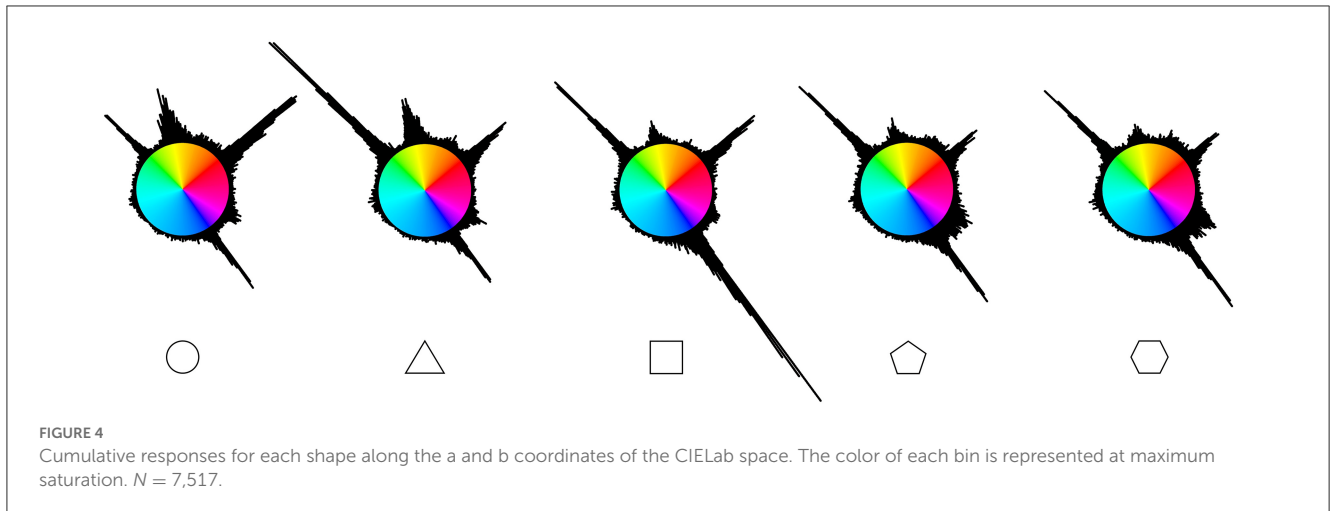 FIGURE 4
Cumulative responses for each shape along the a and b coordinates of the CIELab space. The color of each bin is represented at maximum
saturation. N = 7,517.